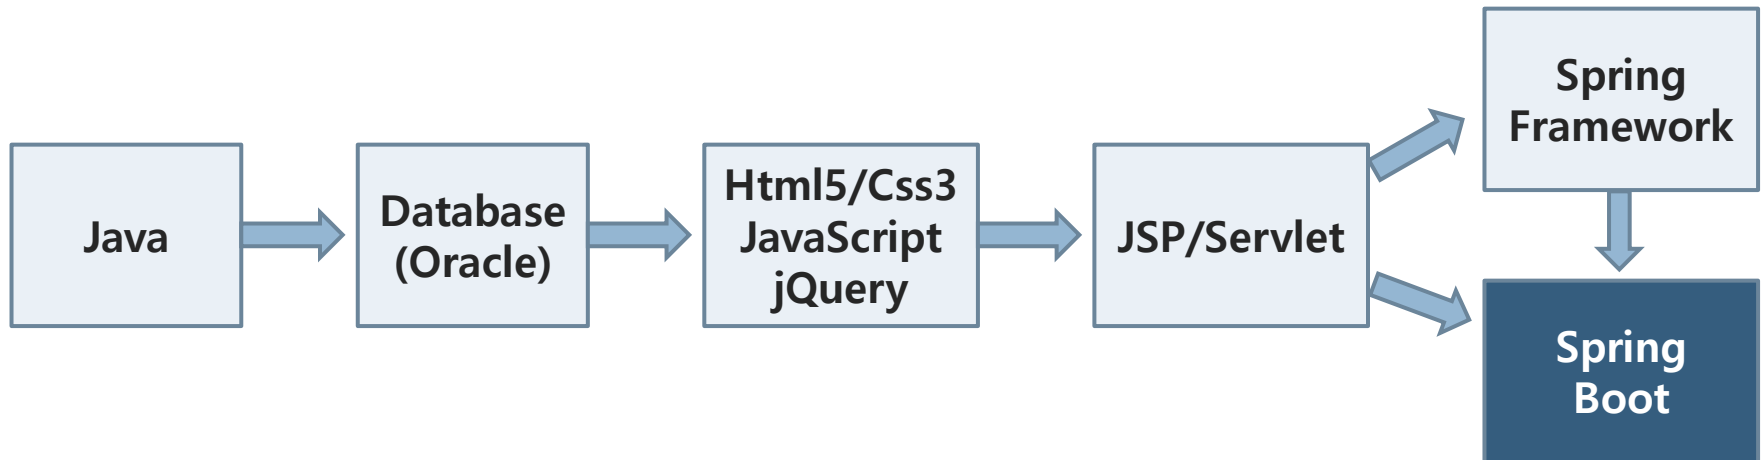 Java
Database
(Oracle)
Html5/Css3
JavaScript
jQuery
JSP/Servlet
Spring
Framework
Spring
Boot